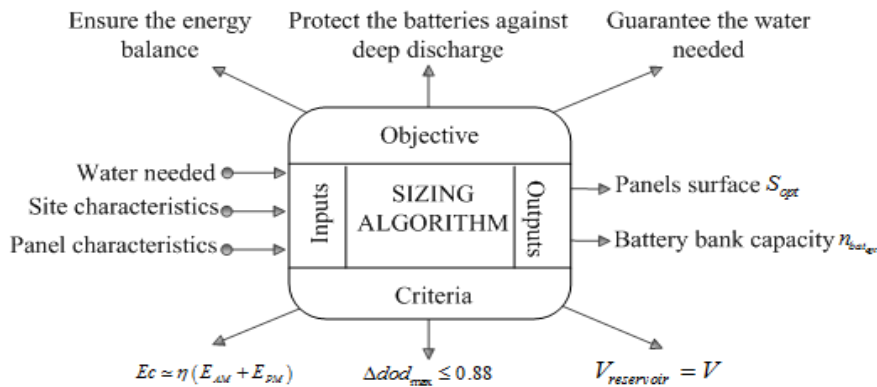 Ensure the energy
balance
Protect the batteries against
deep discharge
Guarantee the water
needed
Objective
Water needed
Site characteristics
Panel characteristics
Inputs
SIZING
ALGORITHM
Outputs
Panels surface S_opt
Battery bank capacity n_bat_opt
Criteria
Ec ≃ η (E_AM + E_PM)
Δdod_max ≤ 0.88
V_reservoir = V